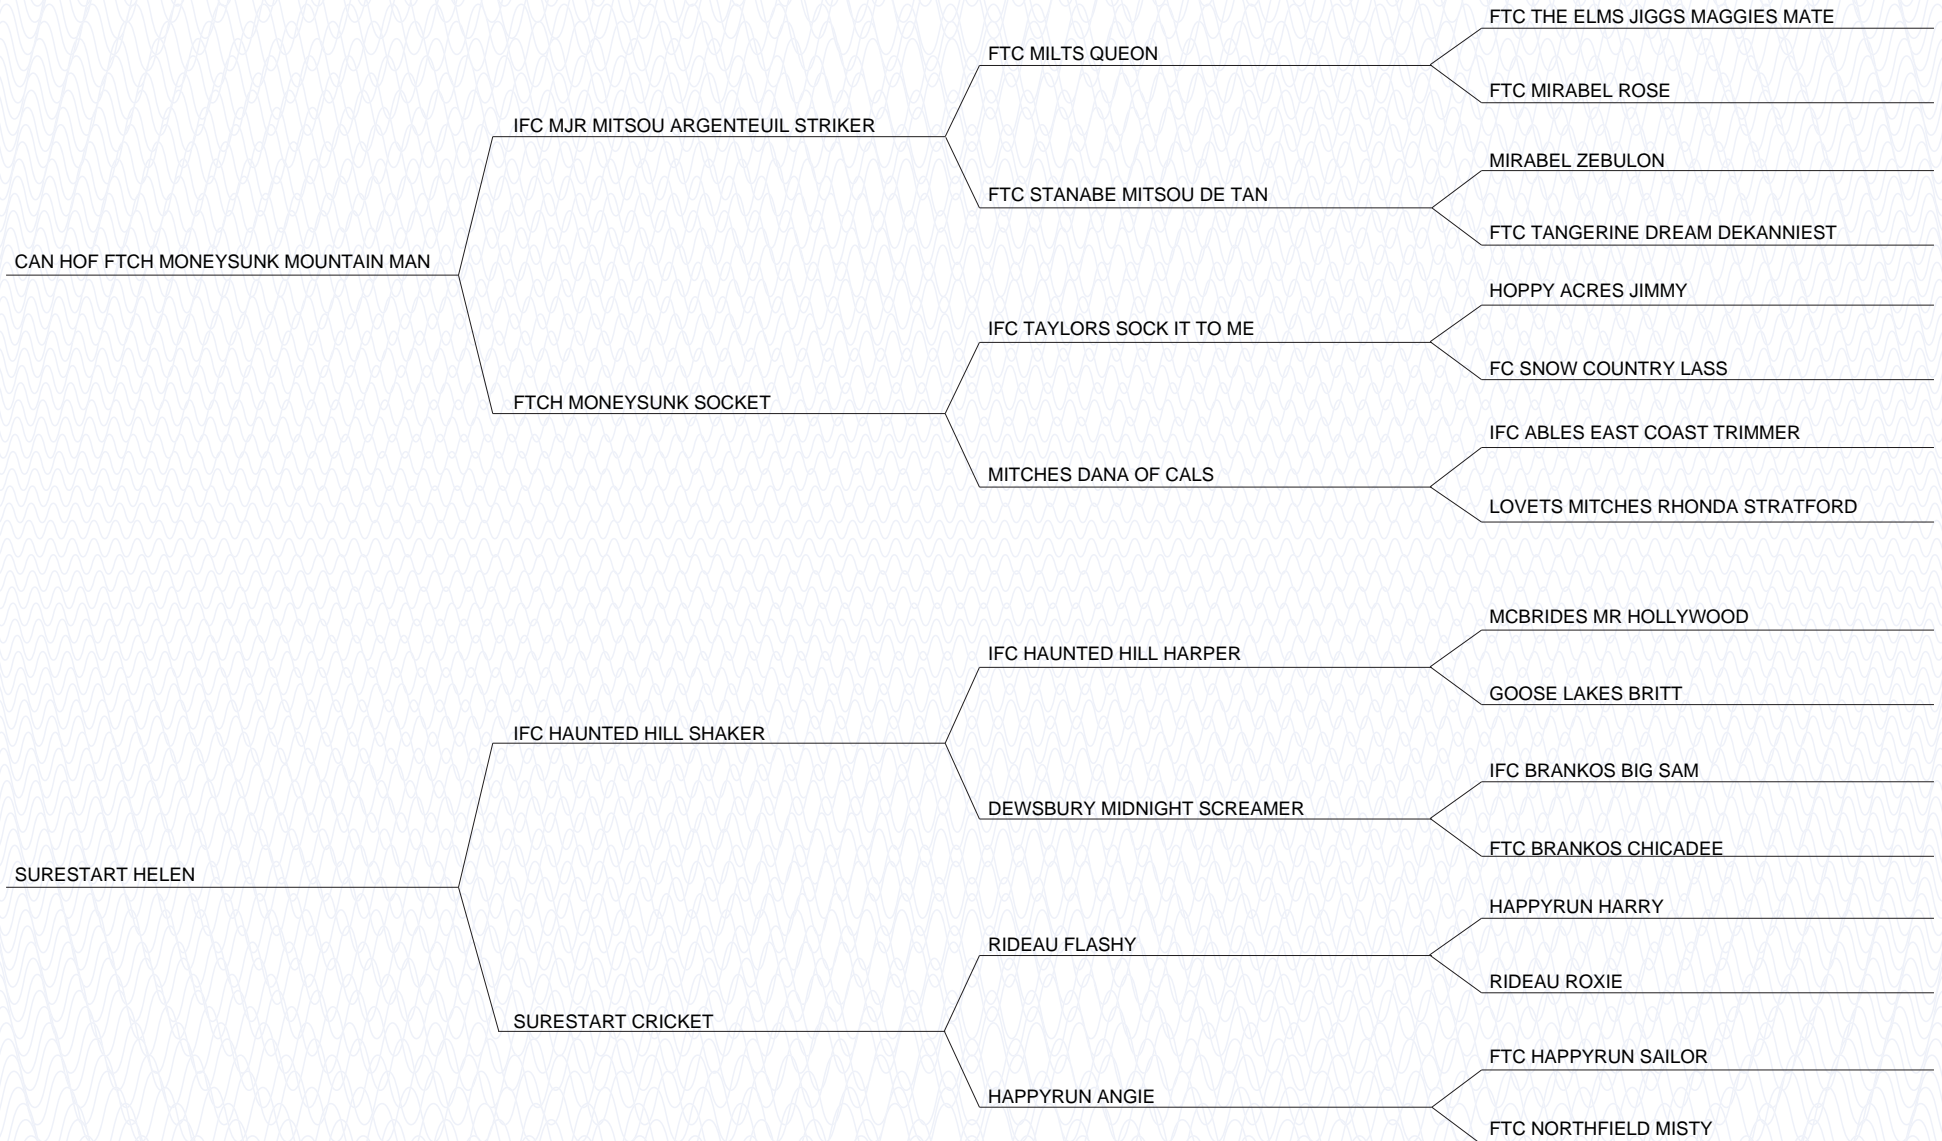 FTC THE ELMS JIGGS MAGGIES MATE
FTC MILTS QUEON
FTC MIRABEL ROSE
IFC MJR MITSOU ARGENTEUIL STRIKER
MIRABEL ZEBULON
FTC STANABE MITSOU DE TAN
FTC TANGERINE DREAM DEKANNIEST
CAN HOF FTCH MONEYSUNK MOUNTAIN MAN
HOPPY ACRES JIMMY
IFC TAYLORS SOCK IT TO ME
FC SNOW COUNTRY LASS
FTCH MONEYSUNK SOCKET
IFC ABLES EAST COAST TRIMMER
MITCHES DANA OF CALS
LOVETS MITCHES RHONDA STRATFORD
MCBRIDES MR HOLLYWOOD
IFC HAUNTED HILL HARPER
GOOSE LAKES BRITT
IFC HAUNTED HILL SHAKER
IFC BRANKOS BIG SAM
DEWSBURY MIDNIGHT SCREAMER
FTC BRANKOS CHICADEE
SURESTART HELEN
HAPPYRUN HARRY
RIDEAU FLASHY
RIDEAU ROXIE
SURESTART CRICKET
FTC HAPPYRUN SAILOR
HAPPYRUN ANGIE
FTC NORTHFIELD MISTY